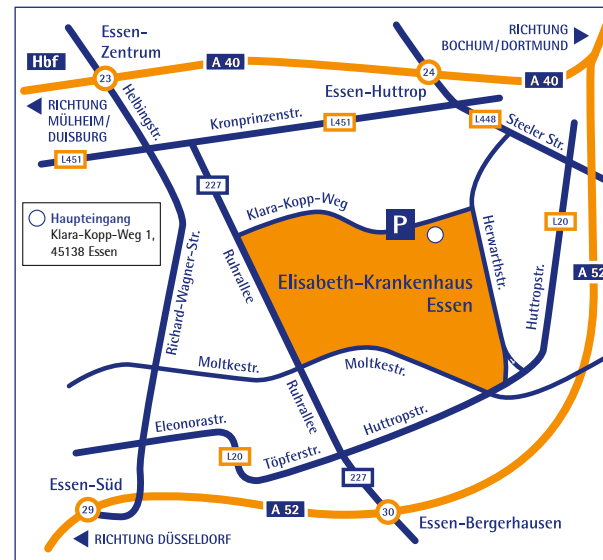 Essen-
Zentrum
RICHTUNG
BOCHUM/DORTMUND
Hbf
23
A 40
24
A 40
RICHTUNG
MÜLHEIM/
DUISBURG
Helbingstr.
Essen-Huttrop
Kronprinzenstr.
L451
L448
Steeler Str.
L451
227
Klara-Kopp-Weg
P
Haupteingang
Klara-Kopp-Weg 1,
45138 Essen
Herwarthstr.
L20
Ruhrallee
Elisabeth-Krankenhaus
Essen
A 52
Richard-Wagner-Str.
Huttropstr.
Moltkestr.
Moltkestr.
Ruhrallee
Eleonorastr.
Huttropstr.
L20
Töpferstr.
227
Essen-Süd
29
A 52
30
Essen-Bergerhausen
RICHTUNG DÜSSELDORF